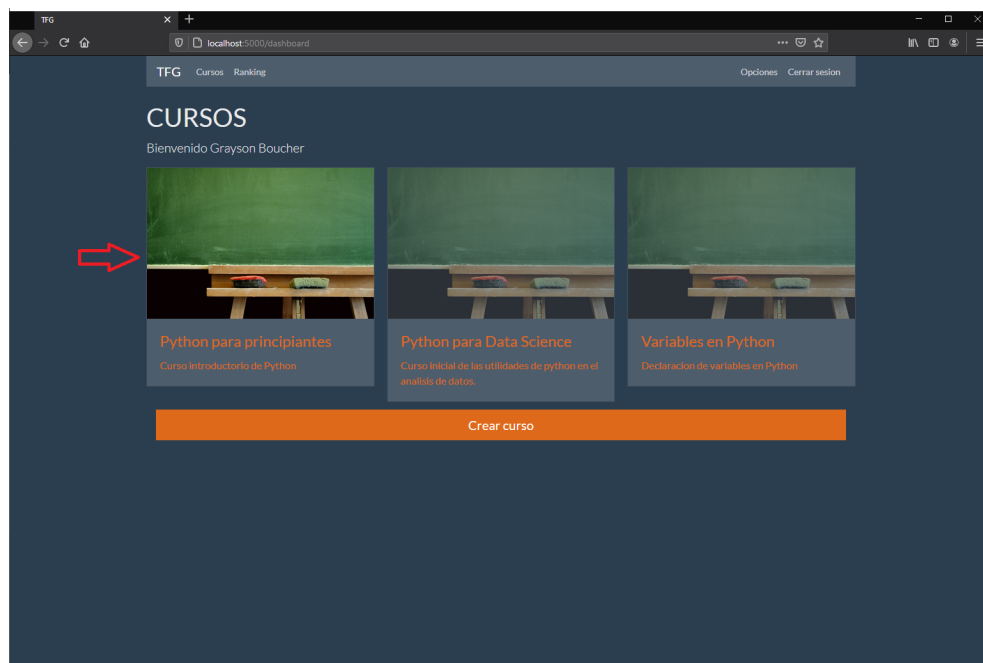 TFG
localhost:5000/dashboard
TFG Cursos Ranking Opciones Cerrar sesion
CURSOS
Bienvenido Grayson Boucher
Python para principiantes
Curso introductorio de Python
Python para Data Science
Curso inicial de las utilidades de python en el
analisis de datos.
Variables en Python
Declaracion de variables en Python
Crear curso